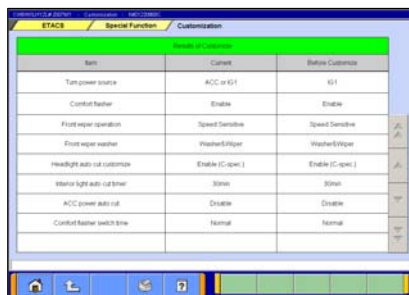 ETACS Special Function Customization
Results of Customize
Item Current Before Customize
Turn power source ACC or IG1 IG1
Comfort flasher Enable Enable
Front wiper operation Speed Sensitive Speed Sensitive
Front wiper washer Washer&Wiper Washer&Wiper
Headlight auto cut customize Enable (C-spec.) Enable (C-spec.)
Interior light auto cut timer 30min 30min
ACC power auto cut Disable Disable
Comfort flasher switch time Normal Normal
?